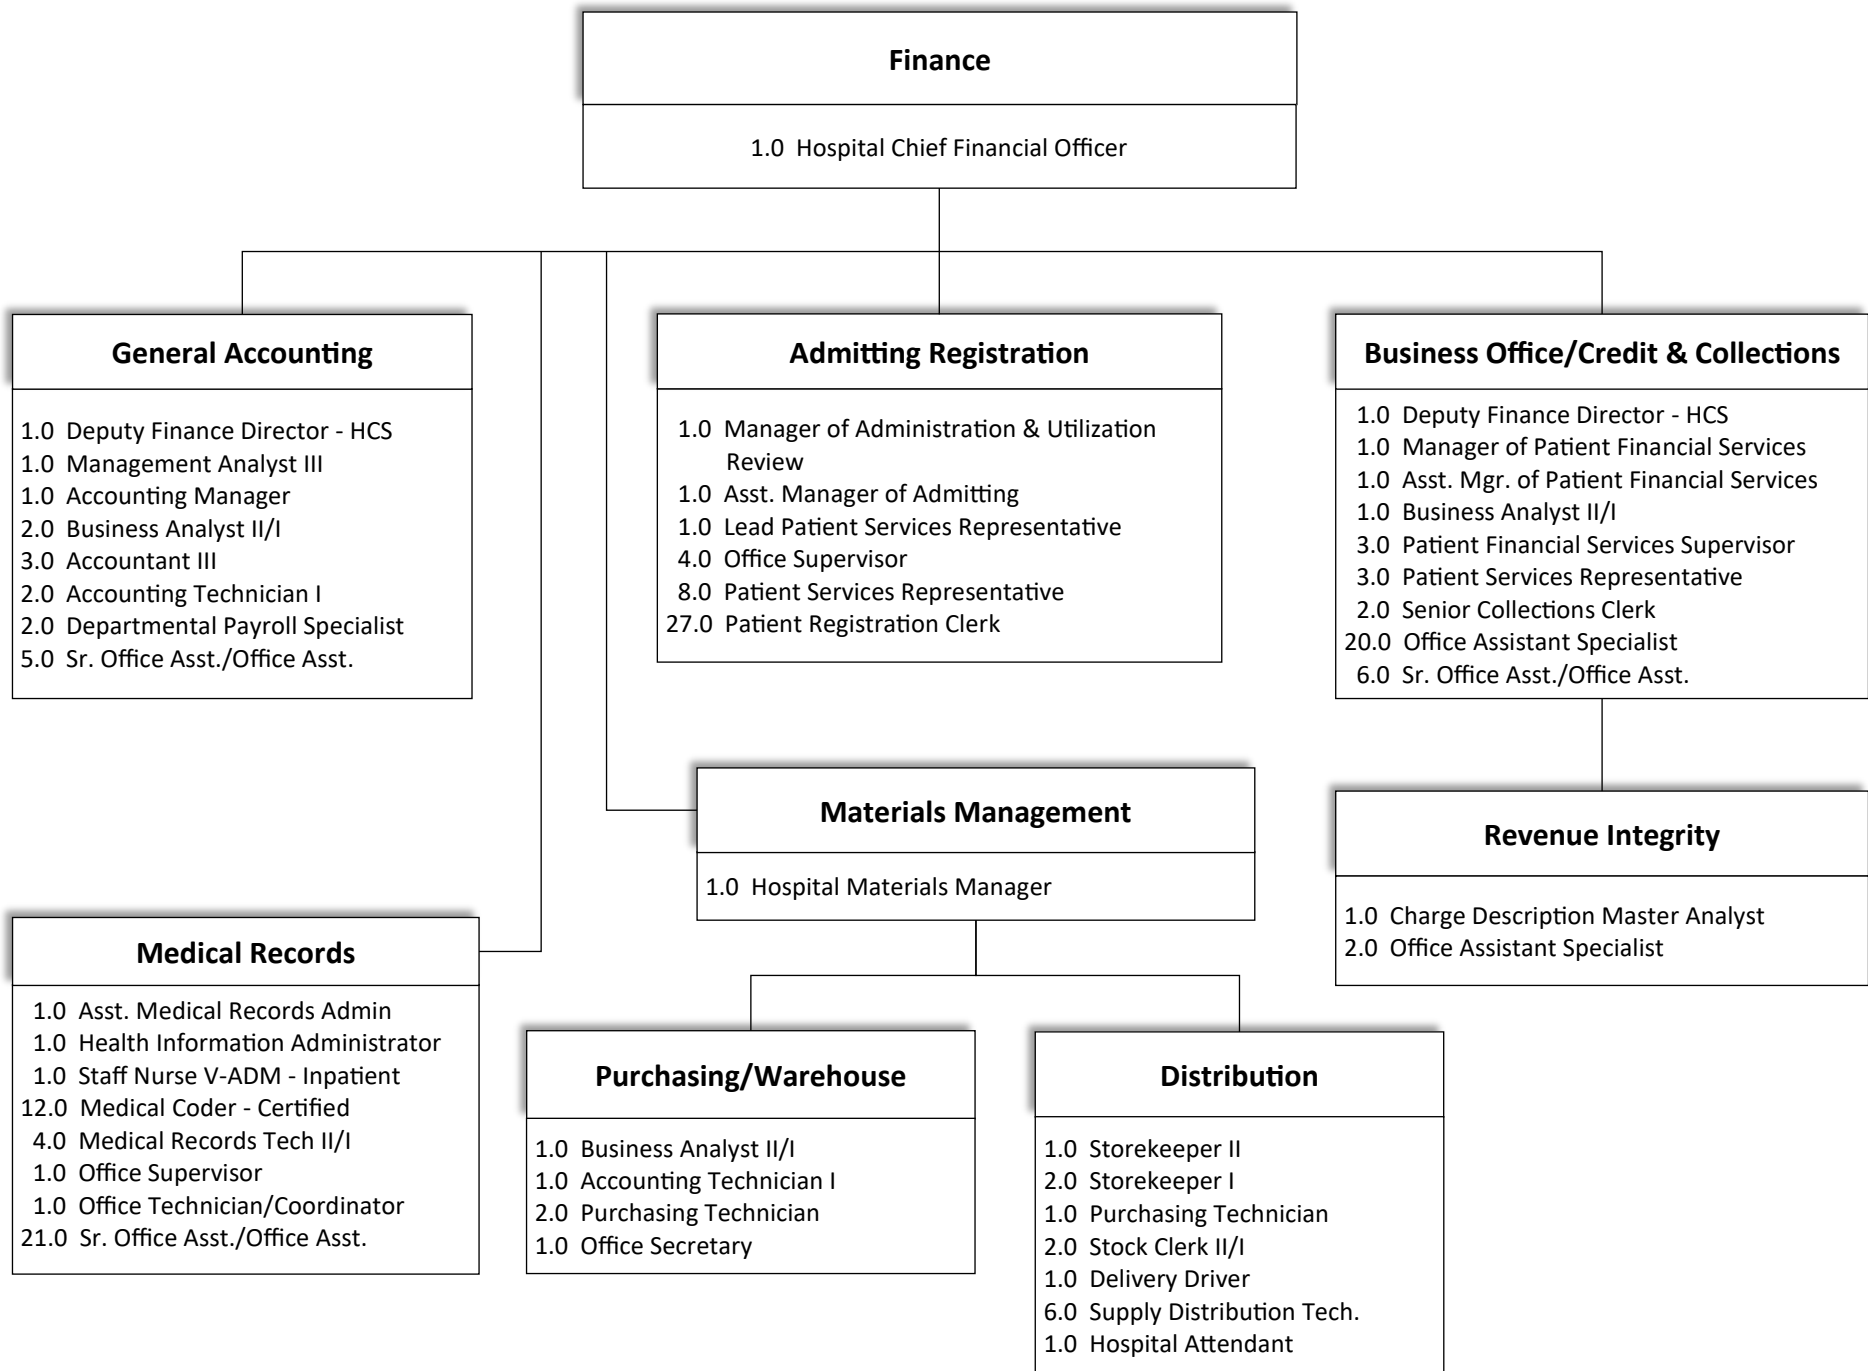 Finance
1.0 Hospital Chief Financial Officer
General Accounting
1.0 Deputy Finance Director - HCS
1.0 Management Analyst III
1.0 Accounting Manager
2.0 Business Analyst II/I
3.0 Accountant III
2.0 Accounting Technician I
2.0 Departmental Payroll Specialist
5.0 Sr. Office Asst./Office Asst.
Admitting Registration
1.0 Manager of Administration & Utilization
Review
1.0 Asst. Manager of Admitting
1.0 Lead Patient Services Representative
4.0 Office Supervisor
8.0 Patient Services Representative
27.0 Patient Registration Clerk
Business Office/Credit & Collections
1.0 Deputy Finance Director - HCS
1.0 Manager of Patient Financial Services
1.0 Asst. Mgr. of Patient Financial Services
1.0 Business Analyst II/I
3.0 Patient Financial Services Supervisor
3.0 Patient Services Representative
2.0 Senior Collections Clerk
20.0 Office Assistant Specialist
6.0 Sr. Office Asst./Office Asst.
Materials Management
1.0 Hospital Materials Manager
Revenue Integrity
1.0 Charge Description Master Analyst
2.0 Office Assistant Specialist
Medical Records
1.0 Asst. Medical Records Admin
1.0 Health Information Administrator
1.0 Staff Nurse V-ADM - Inpatient
12.0 Medical Coder - Certified
4.0 Medical Records Tech II/I
1.0 Office Supervisor
1.0 Office Technician/Coordinator
21.0 Sr. Office Asst./Office Asst.
Purchasing/Warehouse
1.0 Business Analyst II/I
1.0 Accounting Technician I
2.0 Purchasing Technician
1.0 Office Secretary
Distribution
1.0 Storekeeper II
2.0 Storekeeper I
1.0 Purchasing Technician
2.0 Stock Clerk II/I
1.0 Delivery Driver
6.0 Supply Distribution Tech.
1.0 Hospital Attendant